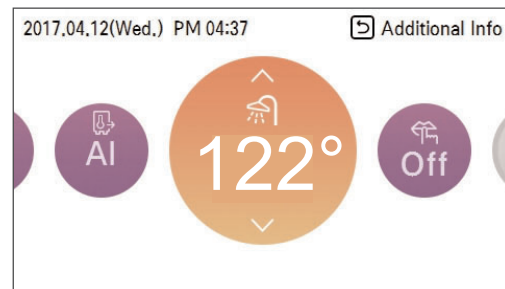 2017.04.12(Wed.) PM 04:37
Additional Info
AI
122°
Off